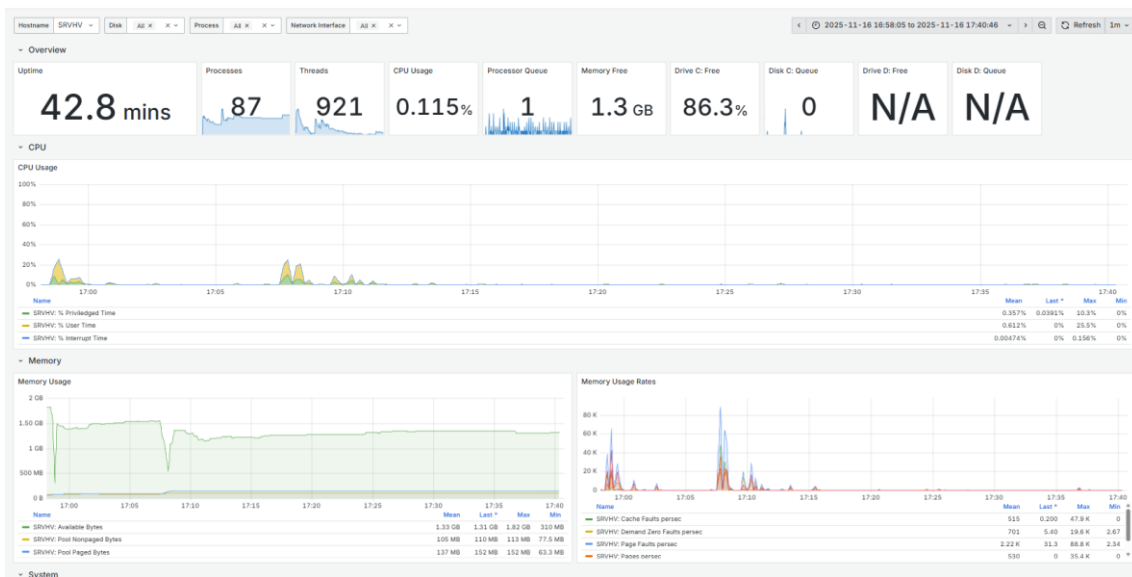 Hostname SRVHV Disk All × Process All × Network Interface All ×
2025-11-16 16:58:05 to 2025-11-16 17:40:46 Refresh 1m
Overview
Uptime
42.8 mins
Processes
87
Threads
921
CPU Usage
0.115%
Processor Queue
1
Memory Free
1.3 GB
Drive C: Free
86.3%
Disk C: Queue
0
Drive D: Free
N/A
Disk D: Queue
N/A
CPU
CPU Usage
100%
80%
60%
40%
20%
0%
17:00 17:05 17:10 17:15 17:20 17:25 17:30 17:35 17:40
Name Mean Last * Max Min
SRVHV: % Priviledged Time 0.357% 0.0391% 10.3% 0%
SRVHV: % User Time 0.612% 0% 25.5% 0%
SRVHV: % Interrupt Time 0.00474% 0% 0.156% 0%
Memory
Memory Usage
2 GB
1.50 GB
1 GB
500 MB
0 B
17:00 17:05 17:10 17:15 17:20 17:25 17:30 17:35 17:40
Name Mean Last * Max Min
SRVHV: Available Bytes 1.33 GB 1.31 GB 1.82 GB 310 MB
SRVHV: Pool Nonpaged Bytes 105 MB 110 MB 113 MB 77.5 MB
SRVHV: Pool Paged Bytes 137 MB 152 MB 152 MB 63.3 MB
Memory Usage Rates
80 K
60 K
40 K
20 K
0
17:00 17:05 17:10 17:15 17:20 17:25 17:30 17:35 17:40
Name Mean Last * Max Min
SRVHV: Cache Faults persec 515 0.200 47.9 K 0
SRVHV: Demand Zero Faults persec 701 5.40 19.6 K 2.67
SRVHV: Page Faults persec 2.22 K 31.3 88.8 K 2.34
SRVHV: Pages persec 530 0 35.4 K 0
System